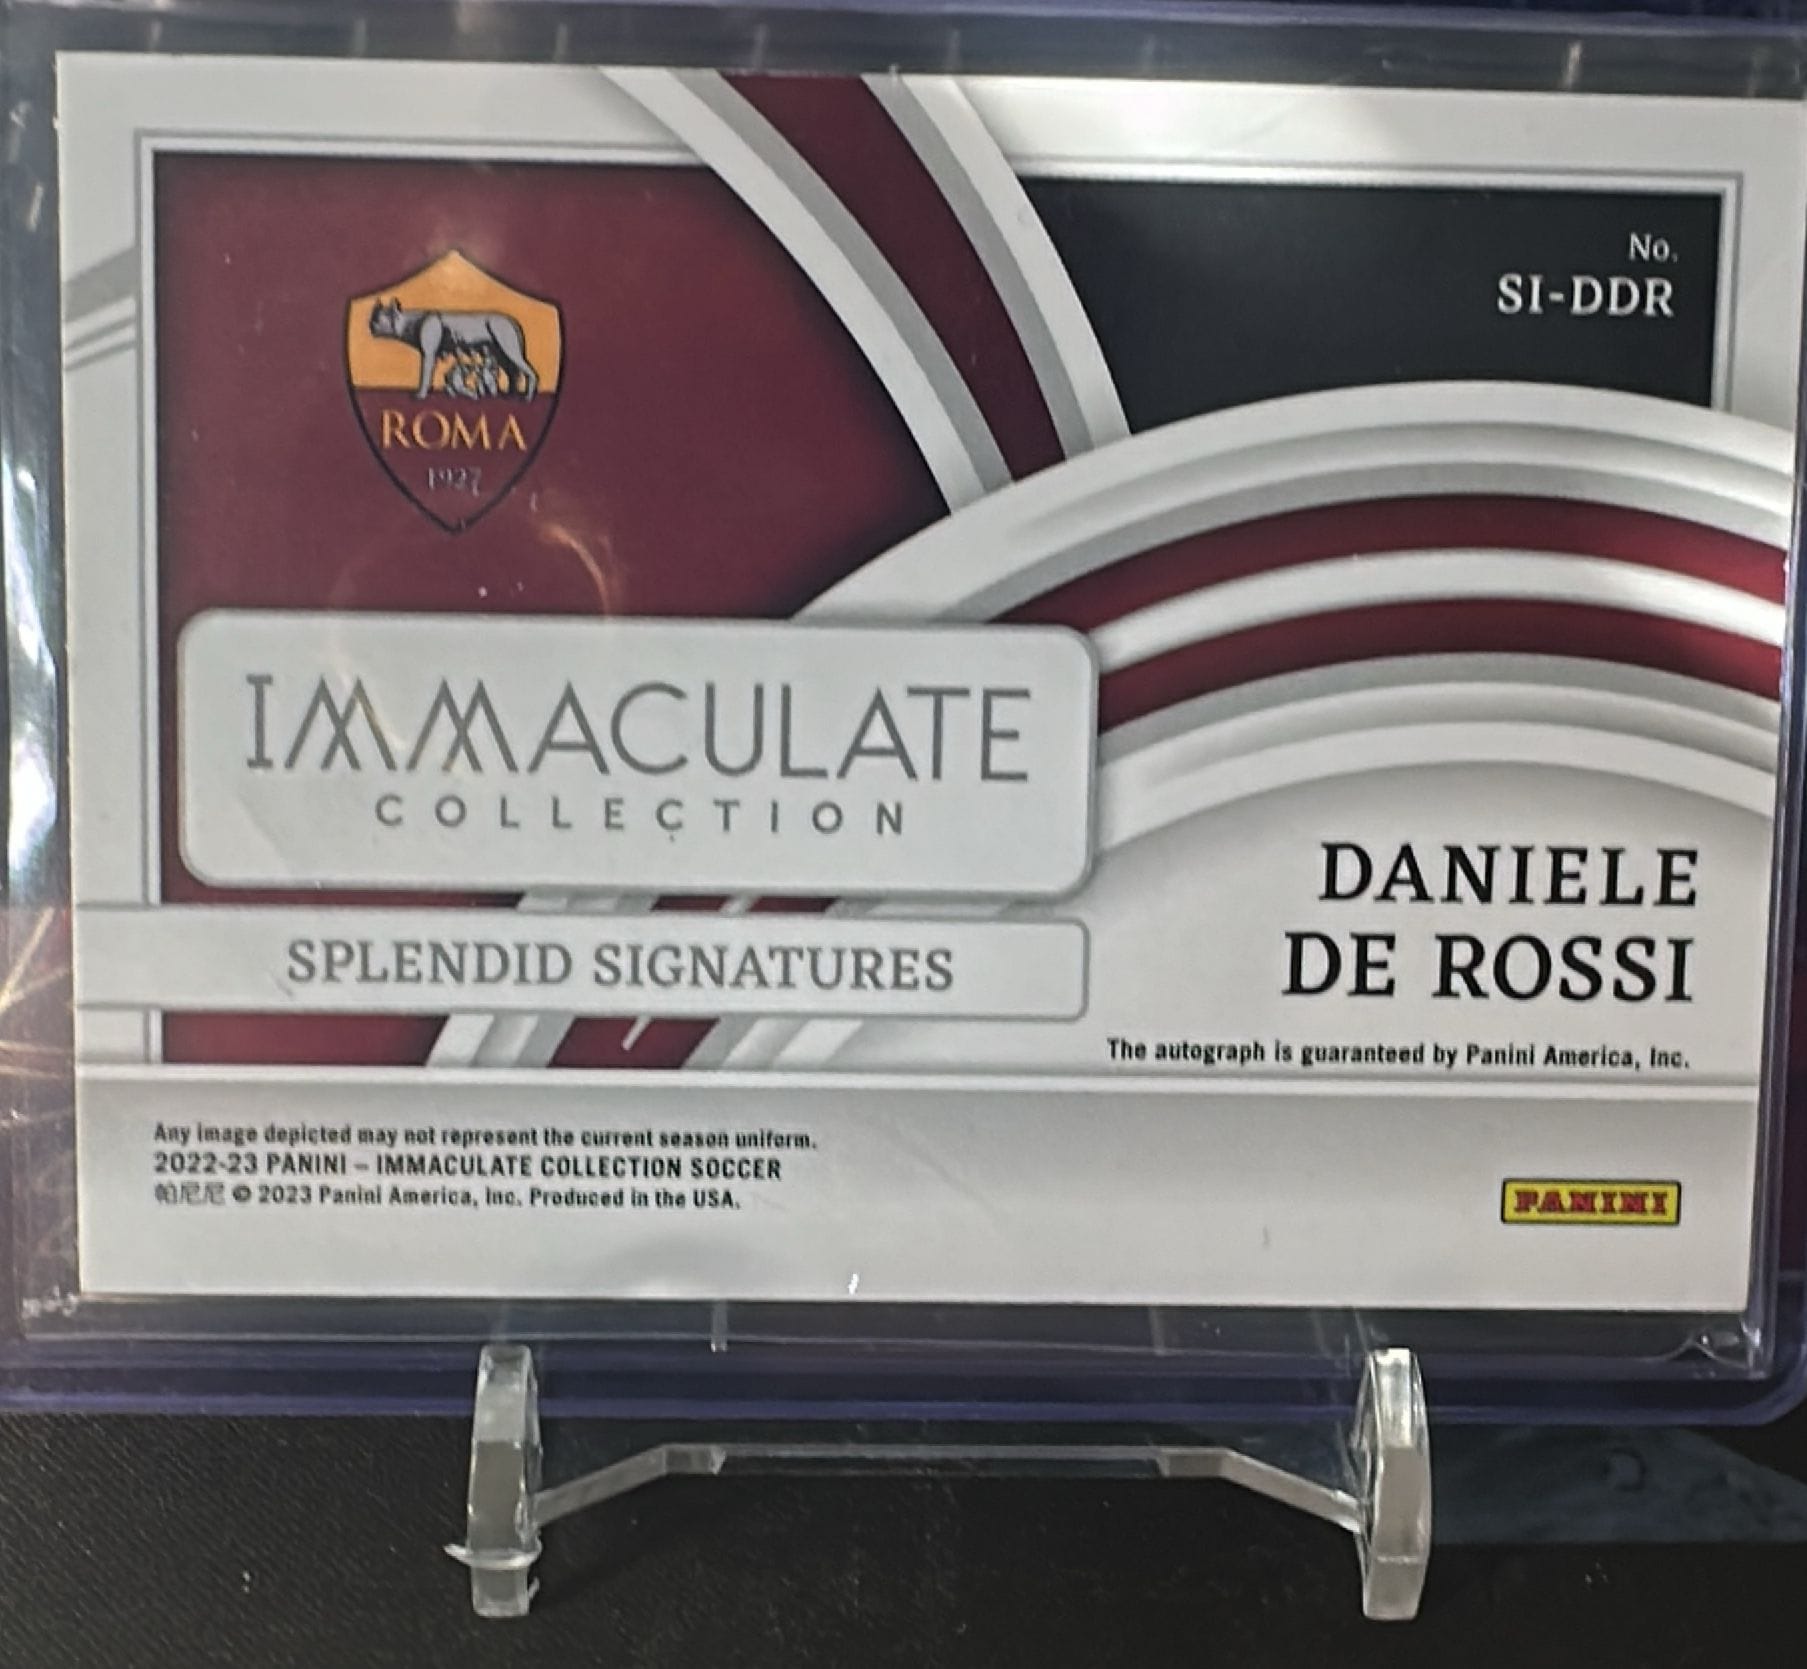 No.
SI-DDR
ROMA
1927
IMMACULATE
COLLECTION
SPLENDID SIGNATURES
DANIELE
DE ROSSI
The autograph is guaranteed by Panini America, Inc.
Any image depicted may not represent the current season uniform.
2022-23 PANINI – IMMACULATE COLLECTION SOCCER
帕尼尼 © 2023 Panini America, Inc. Produced in the USA.
PANINI